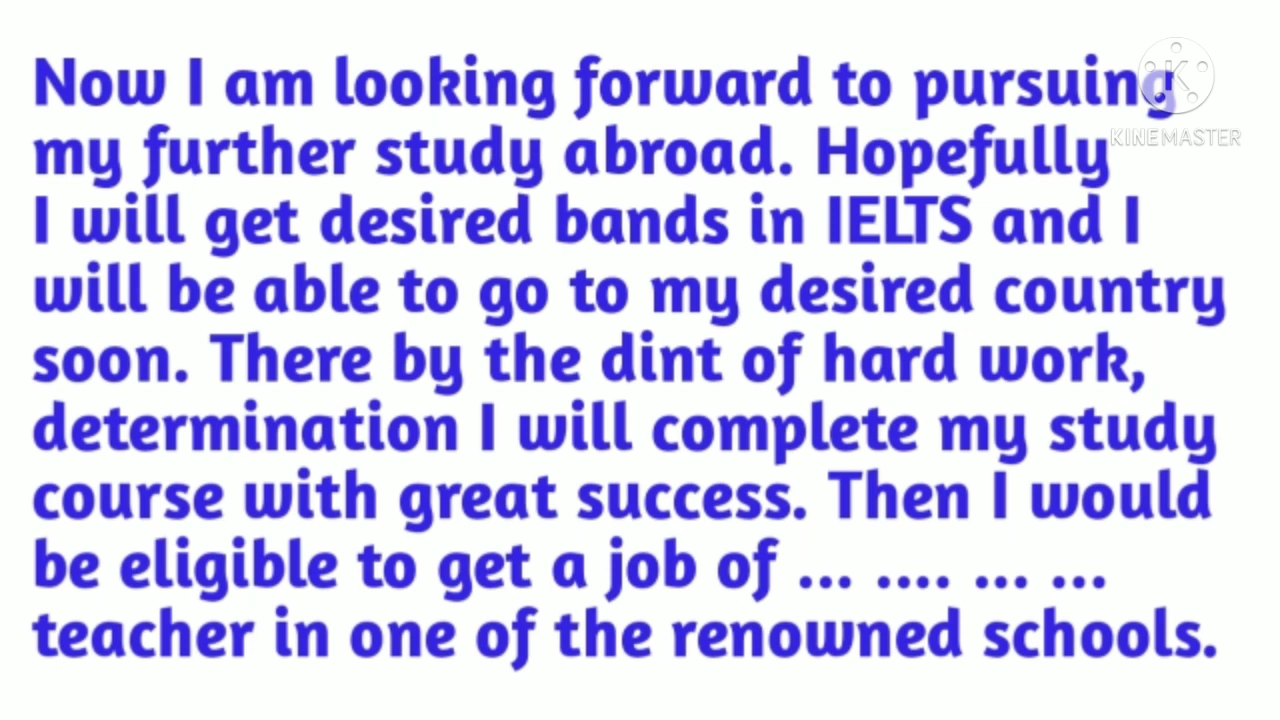 Now I am looking forward to pursuing
my further study abroad. Hopefully
I will get desired bands in IELTS and I
will be able to go to my desired country
soon. There by the dint of hard work,
determination I will complete my study
course with great success. Then I would
be eligible to get a job of ... .... ... ...
teacher in one of the renowned schools.
K
KINEMASTER